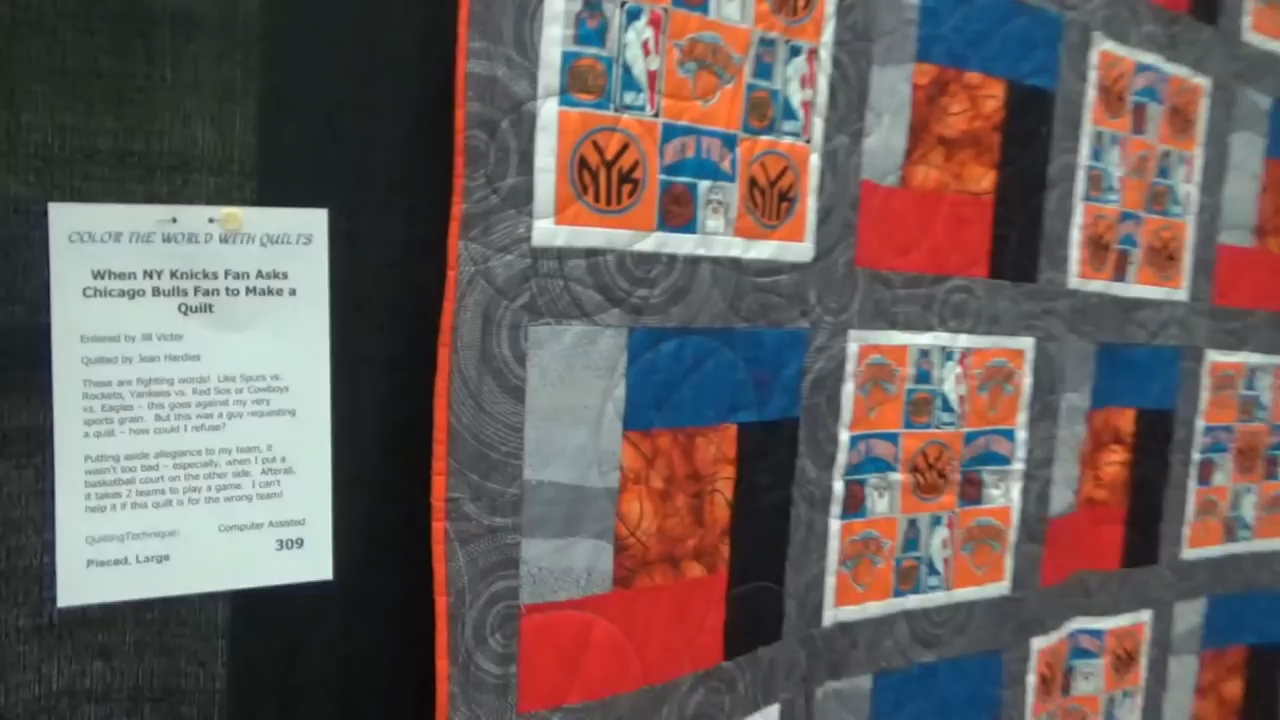 COLOR THE WORLD WITH QUILTS
When NY Knicks Fan Asks
Chicago Bulls Fan to Make a
Quilt
Entered by Jill Victor
Quilted by Jean Hardies
These are fighting words! Like Spurs vs.
Rockets, Yankees vs. Red Sox or Cowboys
vs. Eagles – this goes against my very
sports grain. But this was a guy requesting
a quilt – how could I refuse?
Putting aside allegiance to my team, it
wasn't too bad – especially, when I put a
basketball court on the other side. Afterall,
it takes 2 teams to play a game. I can't
help it if this quilt is for the wrong team!
QuiltingTechnique: Computer Assisted
Pieced, Large 309
NYK
NEW YORK
NYK
NYK